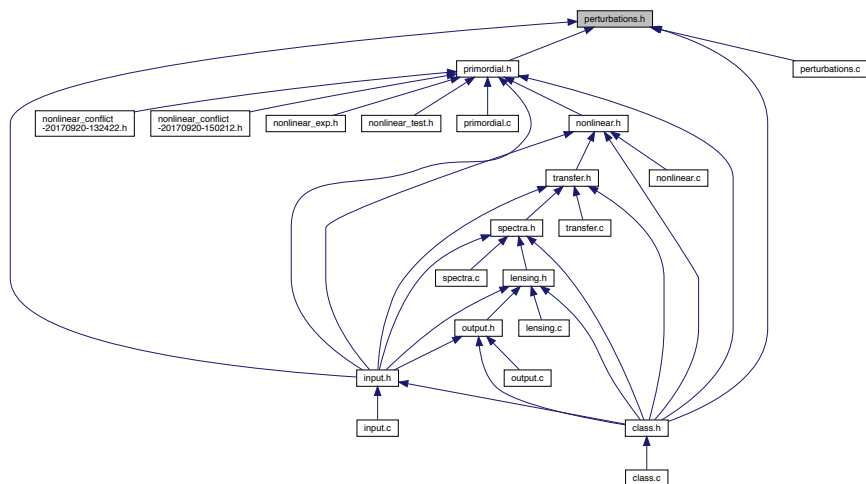 perturbations.h
primordial.h
perturbations.c
nonlinear_conflict
-20170920-132422.h
nonlinear_conflict
-20170920-150212.h
nonlinear_exp.h
nonlinear_test.h
primordial.c
nonlinear.h
transfer.h
nonlinear.c
spectra.h
transfer.c
spectra.c
lensing.h
output.h
lensing.c
input.h
output.c
input.c
class.h
class.c